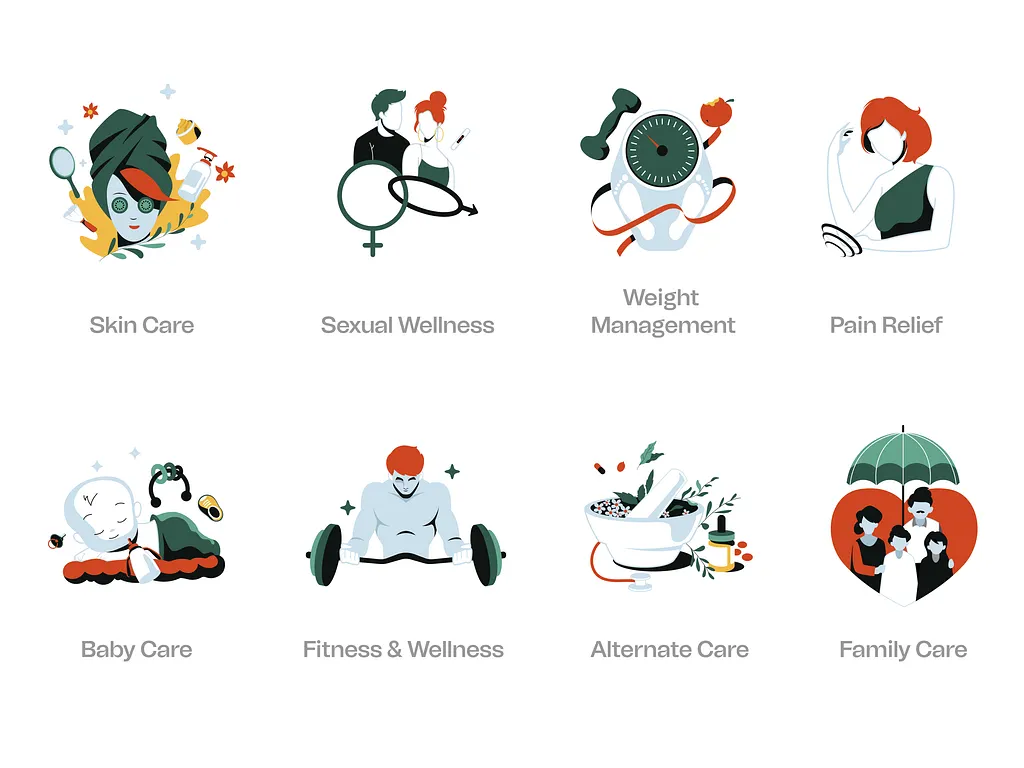 Skin Care
Sexual Wellness
Weight
Management
Pain Relief
Baby Care
Fitness & Wellness
Alternate Care
Family Care